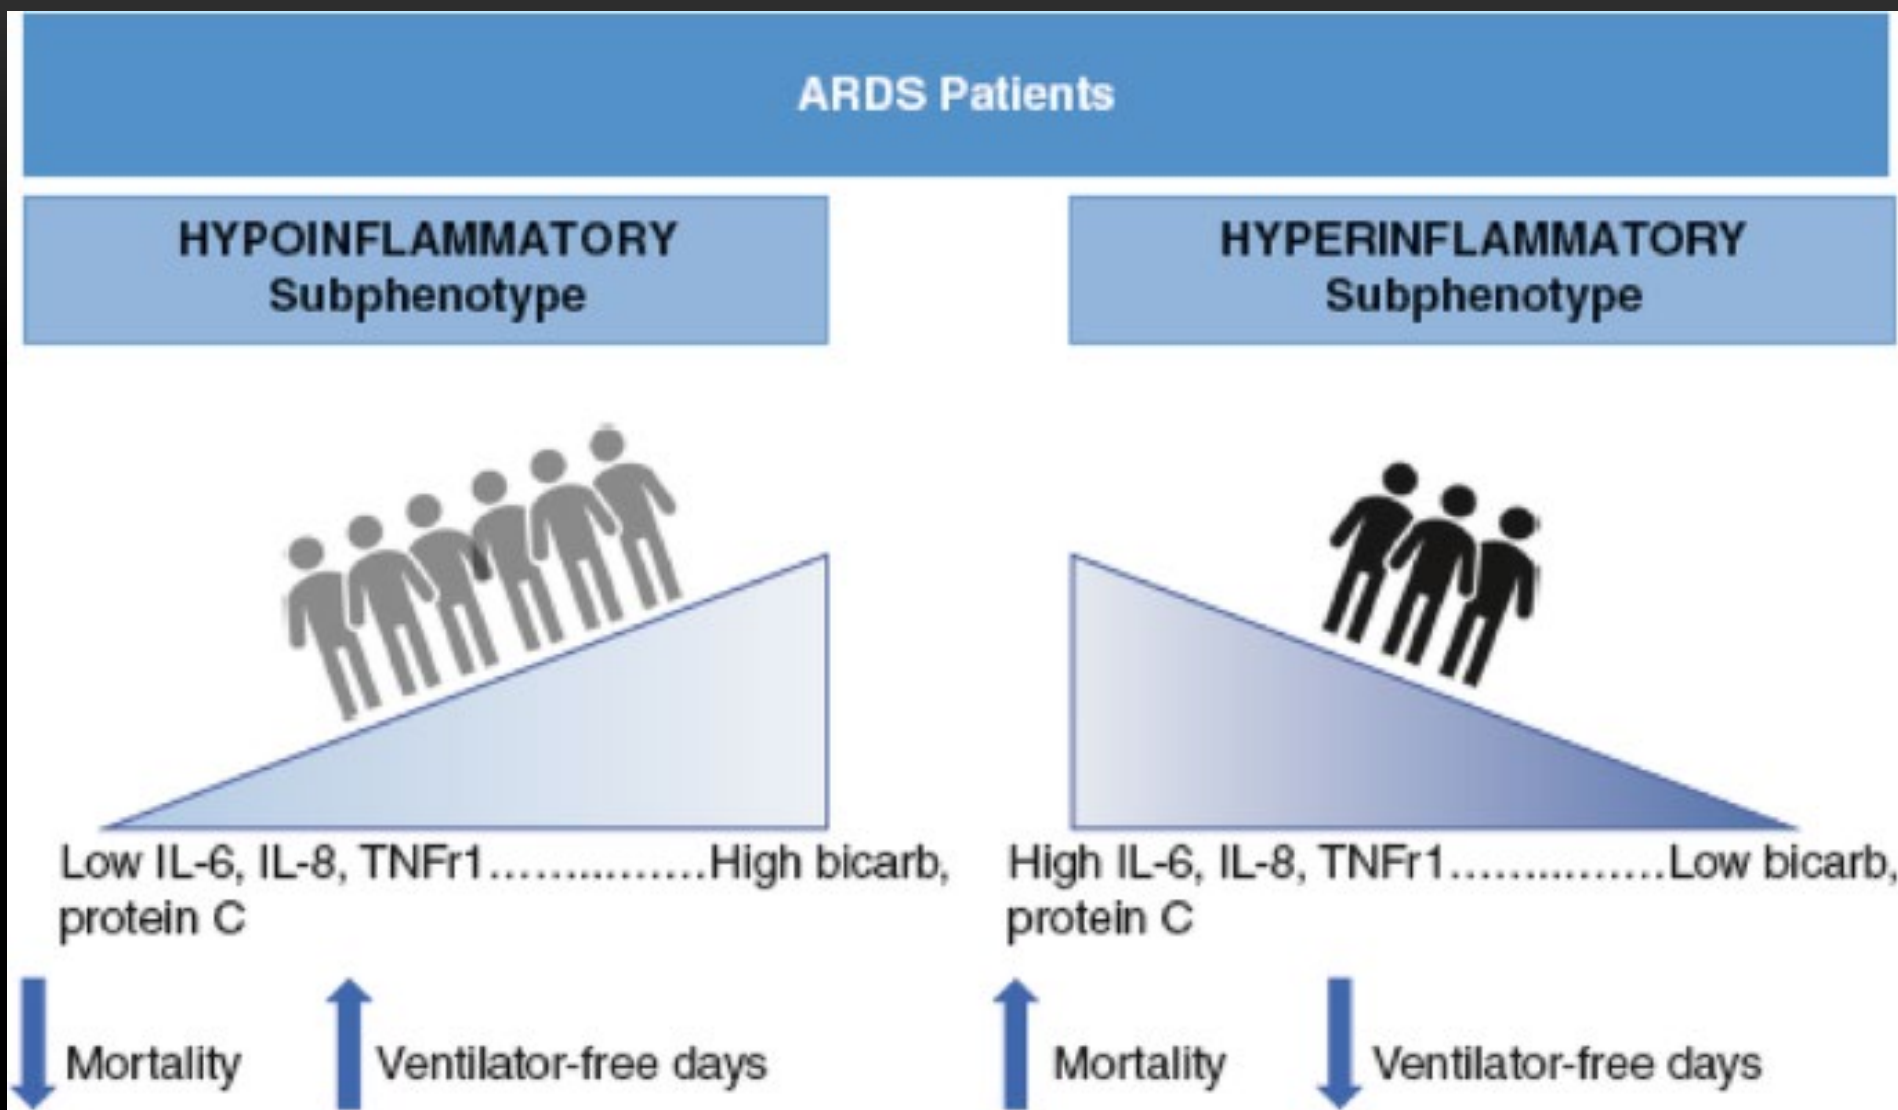 ARDS Patients
HYPOINFLAMMATORY
Subphenotype
Low IL-6, IL-8, TNFr1……...……High bicarb,
protein C
Mortality
Ventilator-free days
HYPERINFLAMMATORY
Subphenotype
High IL-6, IL-8, TNFr1……...……Low bicarb,
protein C
Mortality
Ventilator-free days